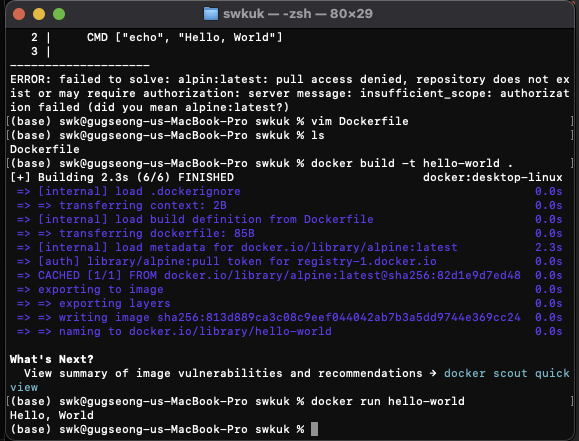 swkuk — -zsh — 80×29
2 |     CMD ["echo", "Hello, World"]
3 |
--------------------
ERROR: failed to solve: alpin:latest: pull access denied, repository does not ex
ist or may require authorization: server message: insufficient_scope: authorizat
ion failed (did you mean alpine:latest?)
[(base) swk@gugseong-us-MacBook-Pro swkuk % vim Dockerfile ]
[(base) swk@gugseong-us-MacBook-Pro swkuk % ls ]
Dockerfile
[(base) swk@gugseong-us-MacBook-Pro swkuk % docker build -t hello-world . ]
[+] Building 2.3s (6/6) FINISHED docker:desktop-linux
=> [internal] load .dockerignore 0.0s
=> => transferring context: 2B 0.0s
=> [internal] load build definition from Dockerfile 0.0s
=> => transferring dockerfile: 85B 0.0s
=> [internal] load metadata for docker.io/library/alpine:latest 2.3s
=> [auth] library/alpine:pull token for registry-1.docker.io 0.0s
=> CACHED [1/1] FROM docker.io/library/alpine:latest@sha256:82d1e9d7ed48 0.0s
=> exporting to image 0.0s
=> => exporting layers 0.0s
=> => writing image sha256:813d889ca3c08c9eef044042ab7b3a5dd9744e369cc24 0.0s
=> => naming to docker.io/library/hello-world 0.0s
What's Next?
View summary of image vulnerabilities and recommendations → docker scout quick
view
[(base) swk@gugseong-us-MacBook-Pro swkuk % docker run hello-world ]
Hello, World
(base) swk@gugseong-us-MacBook-Pro swkuk %